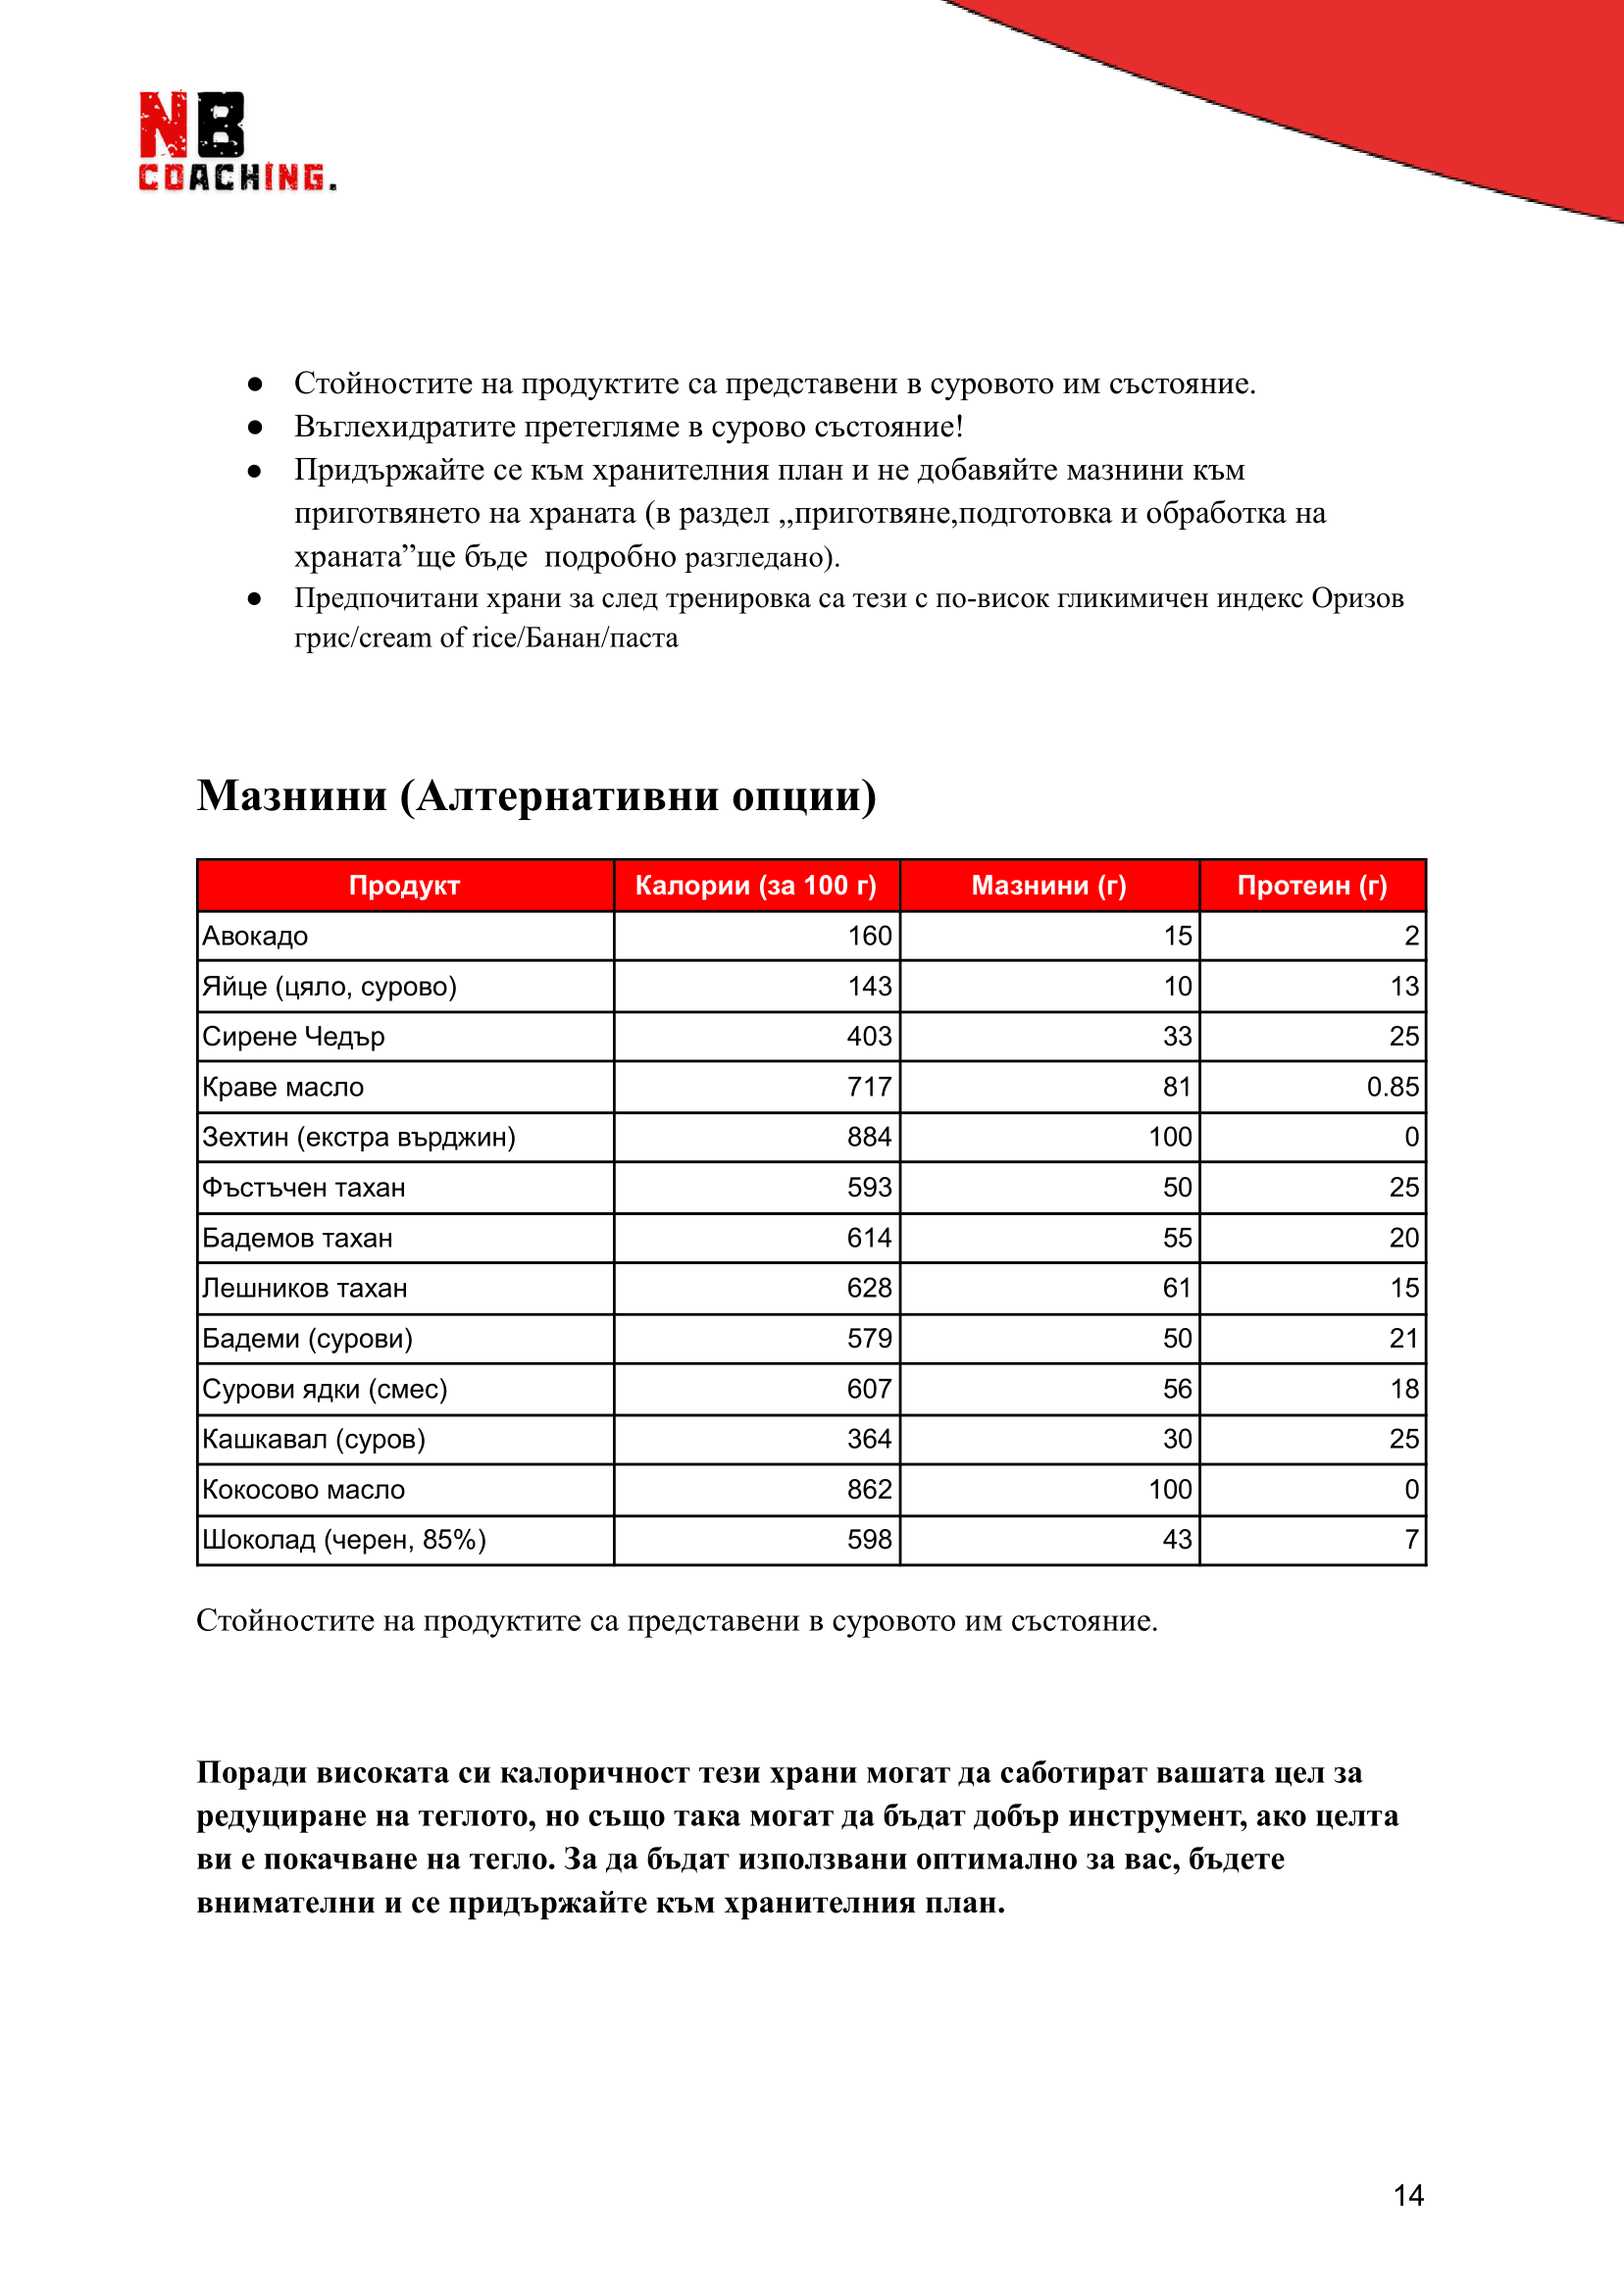 NB
COACHING.
● Стойностите на продуктите са представени в суровото им състояние.
● Въглехидратите претегляме в сурово състояние!
● Придържайте се към хранителния план и не добавяйте мазнини към
приготвянето на храната (в раздел „приготвяне,подготовка и обработка на
храната”ще бъде  подробно разгледано).
● Предпочитани храни за след тренировка са тези с по-висок гликимичен индекс Оризов
грис/cream of rice/Банан/паста
Мазнини (Алтернативни опции)
Продукт Калории (за 100 г) Мазнини (г) Протеин (г)
Авокадо 160 15 2
Яйце (цяло, сурово) 143 10 13
Сирене Чедър 403 33 25
Краве масло 717 81 0.85
Зехтин (екстра върджин) 884 100 0
Фъстъчен тахан 593 50 25
Бадемов тахан 614 55 20
Лешников тахан 628 61 15
Бадеми (сурови) 579 50 21
Сурови ядки (смес) 607 56 18
Кашкавал (суров) 364 30 25
Кокосово масло 862 100 0
Шоколад (черен, 85%) 598 43 7
Стойностите на продуктите са представени в суровото им състояние.
Поради високата си калоричност тези храни могат да саботират вашата цел за
редуциране на теглото, но също така могат да бъдат добър инструмент, ако целта
ви е покачване на тегло. За да бъдат използвани оптимално за вас, бъдете
внимателни и се придържайте към хранителния план.
14